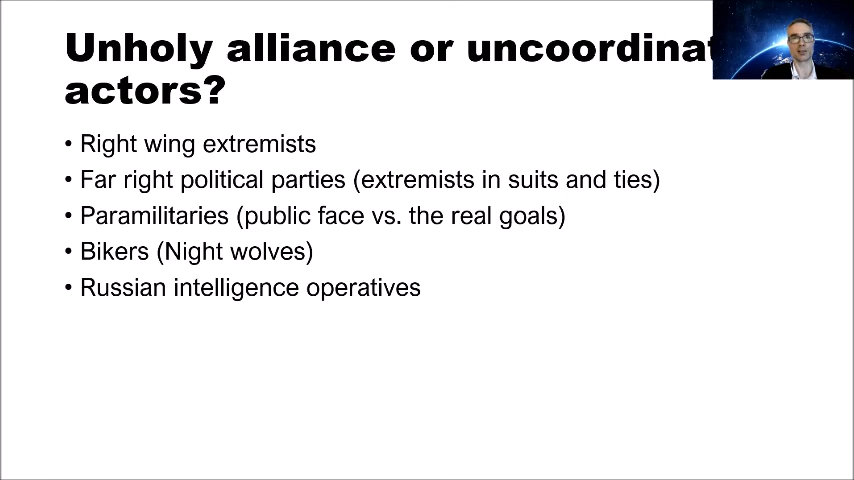 Unholy alliance or
actors?
• Right wing extremists
• Far right political parties (extremists in suits and ties)
• Paramilitaries (public face vs. the real goals)
• Bikers (Night wolves)
• Russian intelligence operatives